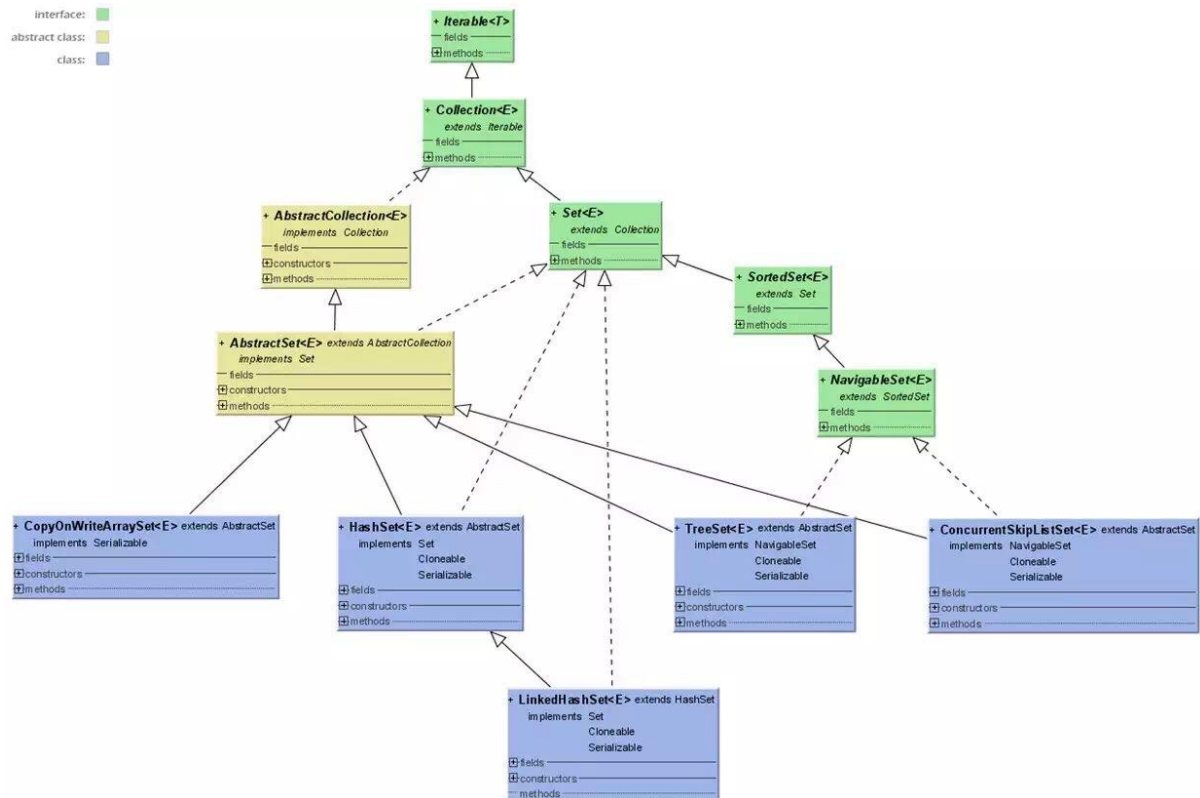 interface:
abstract class:
class:
+ Iterable<T>
fields
methods
+ Collection<E>
extends Iterable
fields
methods
+ AbstractCollection<E>
implements Collection
fields
constructors
methods
+ Set<E>
extends Collection
fields
methods
+ SortedSet<E>
extends Set
fields
methods
+ AbstractSet<E> extends AbstractCollection
implements Set
fields
constructors
methods
+ NavigableSet<E>
extends SortedSet
fields
methods
+ CopyOnWriteArraySet<E> extends AbstractSet
implements Serializable
fields
constructors
methods
+ HashSet<E> extends AbstractSet
implements Set
Cloneable
Serializable
fields
constructors
methods
+ TreeSet<E> extends AbstractSet
implements NavigableSet
Cloneable
Serializable
fields
constructors
methods
+ ConcurrentSkipListSet<E> extends AbstractSet
implements NavigableSet
Cloneable
Serializable
fields
constructors
methods
+ LinkedHashSet<E> extends HashSet
implements Set
Cloneable
Serializable
fields
constructors
methods